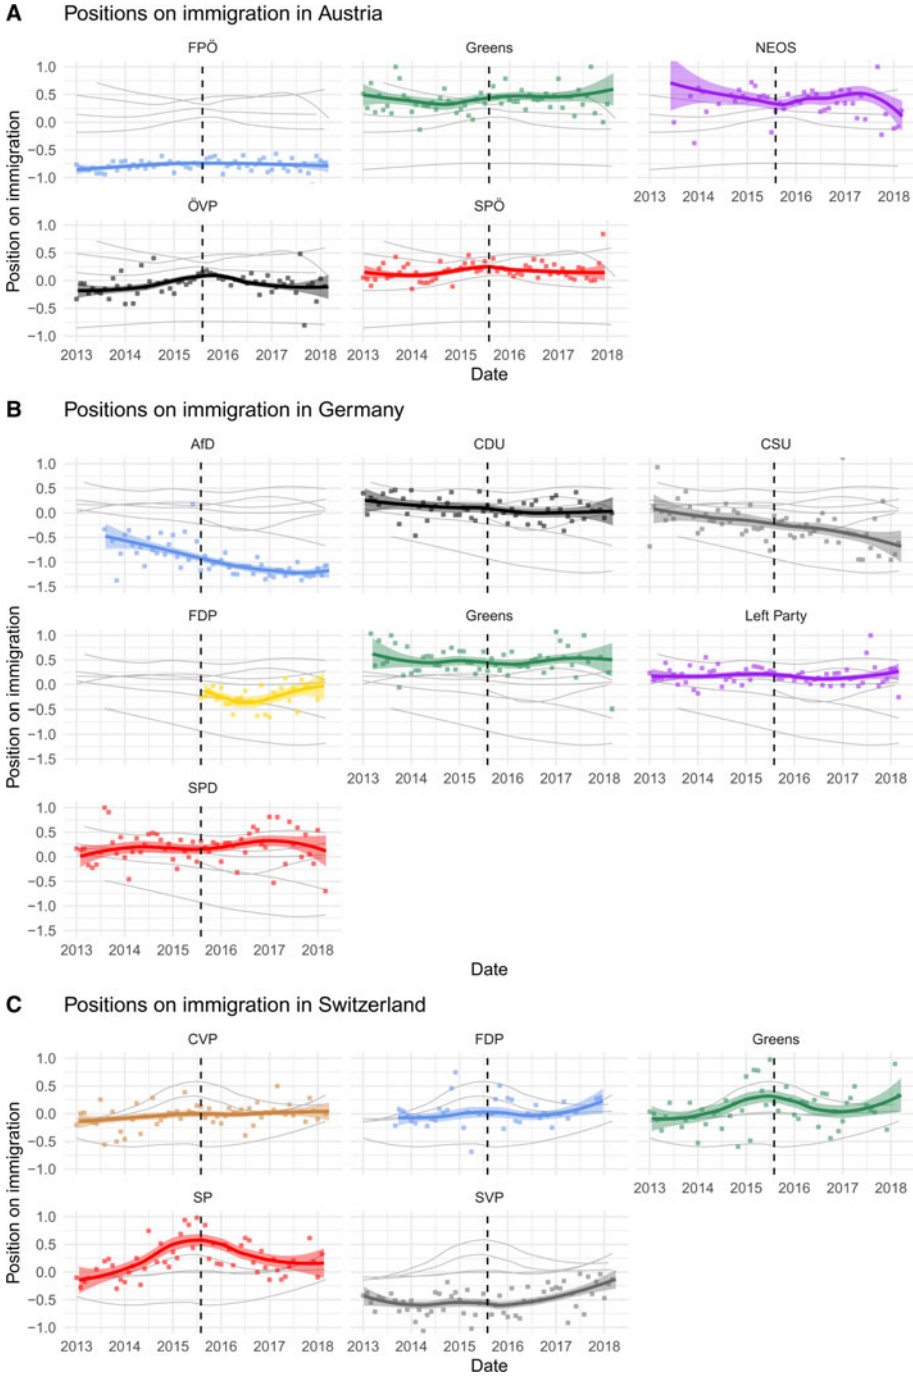 A Positions on immigration in Austria
FPÖ Greens NEOS
1.0
0.5
0.0
−0.5
−1.0
2013 2014 2015 2016 2017 2018
Position on immigration
ÖVP SPÖ
1.0
0.5
0.0
−0.5
−1.0
2013 2014 2015 2016 2017 2018 2013 2014 2015 2016 2017 2018
Date
B Positions on immigration in Germany
AfD CDU CSU
1.0
0.5
0.0
−0.5
−1.0
−1.5
Position on immigration
FDP Greens Left Party
1.0
0.5
0.0
−0.5
−1.0
−1.5
2013 2014 2015 2016 2017 2018 2013 2014 2015 2016 2017 2018
SPD
1.0
0.5
0.0
−0.5
−1.0
−1.5
2013 2014 2015 2016 2017 2018
Date
C Positions on immigration in Switzerland
CVP FDP Greens
1.0
0.5
0.0
−0.5
−1.0
2013 2014 2015 2016 2017 2018
Position on immigration
SP SVP
1.0
0.5
0.0
−0.5
−1.0
2013 2014 2015 2016 2017 2018 2013 2014 2015 2016 2017 2018
Date